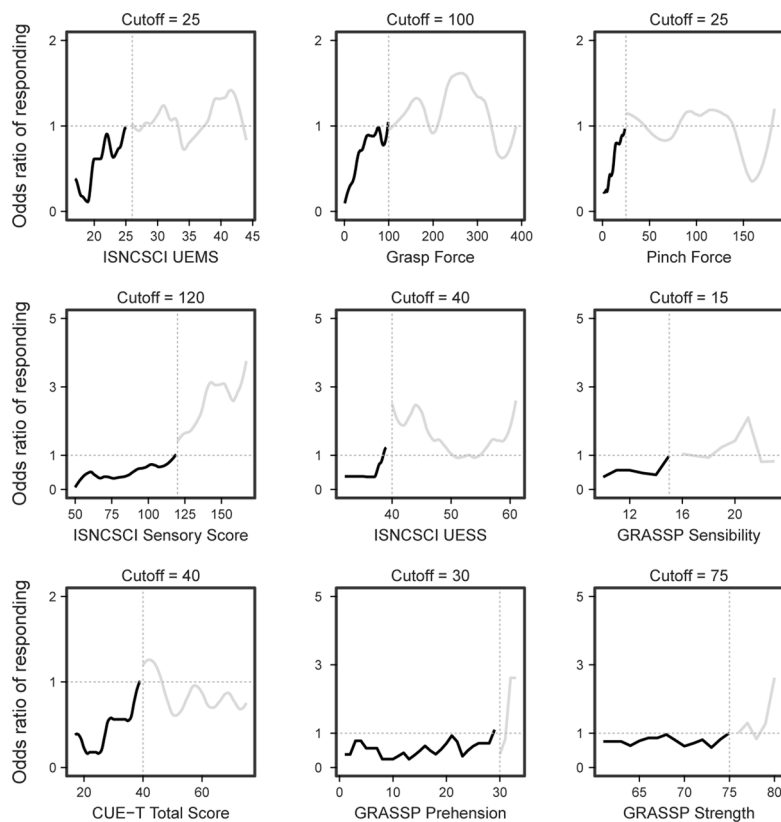 Cutoff = 25
Cutoff = 100
Cutoff = 25
Odds ratio of responding
2
1
0
20 25 30 35 40 45
ISNCSCI UEMS
2
1
0
0 100 200 300 400
Grasp Force
2
1
0
0 50 100 150
Pinch Force
Cutoff = 120
Cutoff = 40
Cutoff = 15
Odds ratio of responding
5
3
1
0
50 75 100 125 150
ISNCSCI Sensory Score
5
3
1
0
40 50 60
ISNCSCI UESS
5
3
1
0
12 16 20
GRASSP Sensibility
Cutoff = 40
Cutoff = 30
Cutoff = 75
Odds ratio of responding
2
1
0
20 40 60
CUE-T Total Score
5
3
1
0
0 10 20 30
GRASSP Prehension
5
3
1
0
65 70 75 80
GRASSP Strength